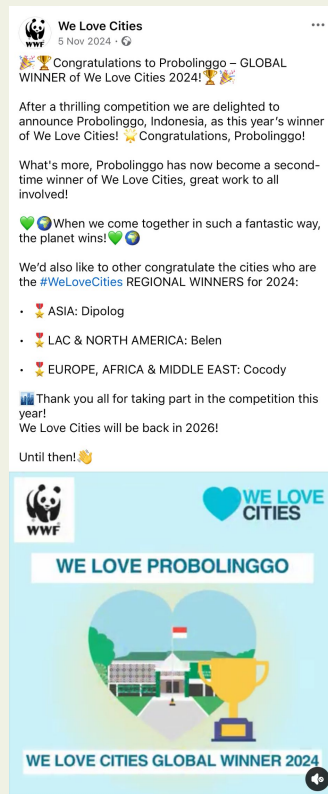 We Love Cities
5 Nov 2024 ·
🎉🏆Congratulations to Probolinggo – GLOBAL
WINNER of We Love Cities 2024!🏆🎉
After a thrilling competition we are delighted to
announce Probolinggo, Indonesia, as this year's winner
of We Love Cities! 🌟Congratulations, Probolinggo!
What's more, Probolinggo has now become a second-
time winner of We Love Cities, great work to all
involved!
💚🌍When we come together in such a fantastic way,
the planet wins!💚🌍
We'd also like to other congratulate the cities who are
the #WeLoveCities REGIONAL WINNERS for 2024:
• 🎖️ASIA: Dipolog
• 🎖️LAC & NORTH AMERICA: Belen
• 🎖️EUROPE, AFRICA & MIDDLE EAST: Cocody
🏙️Thank you all for taking part in the competition this
year!
We Love Cities will be back in 2026!
Until then!👋
WWF
WE LOVE
CITIES
WWF
WE LOVE PROBOLINGGO
WE LOVE CITIES GLOBAL WINNER 2024